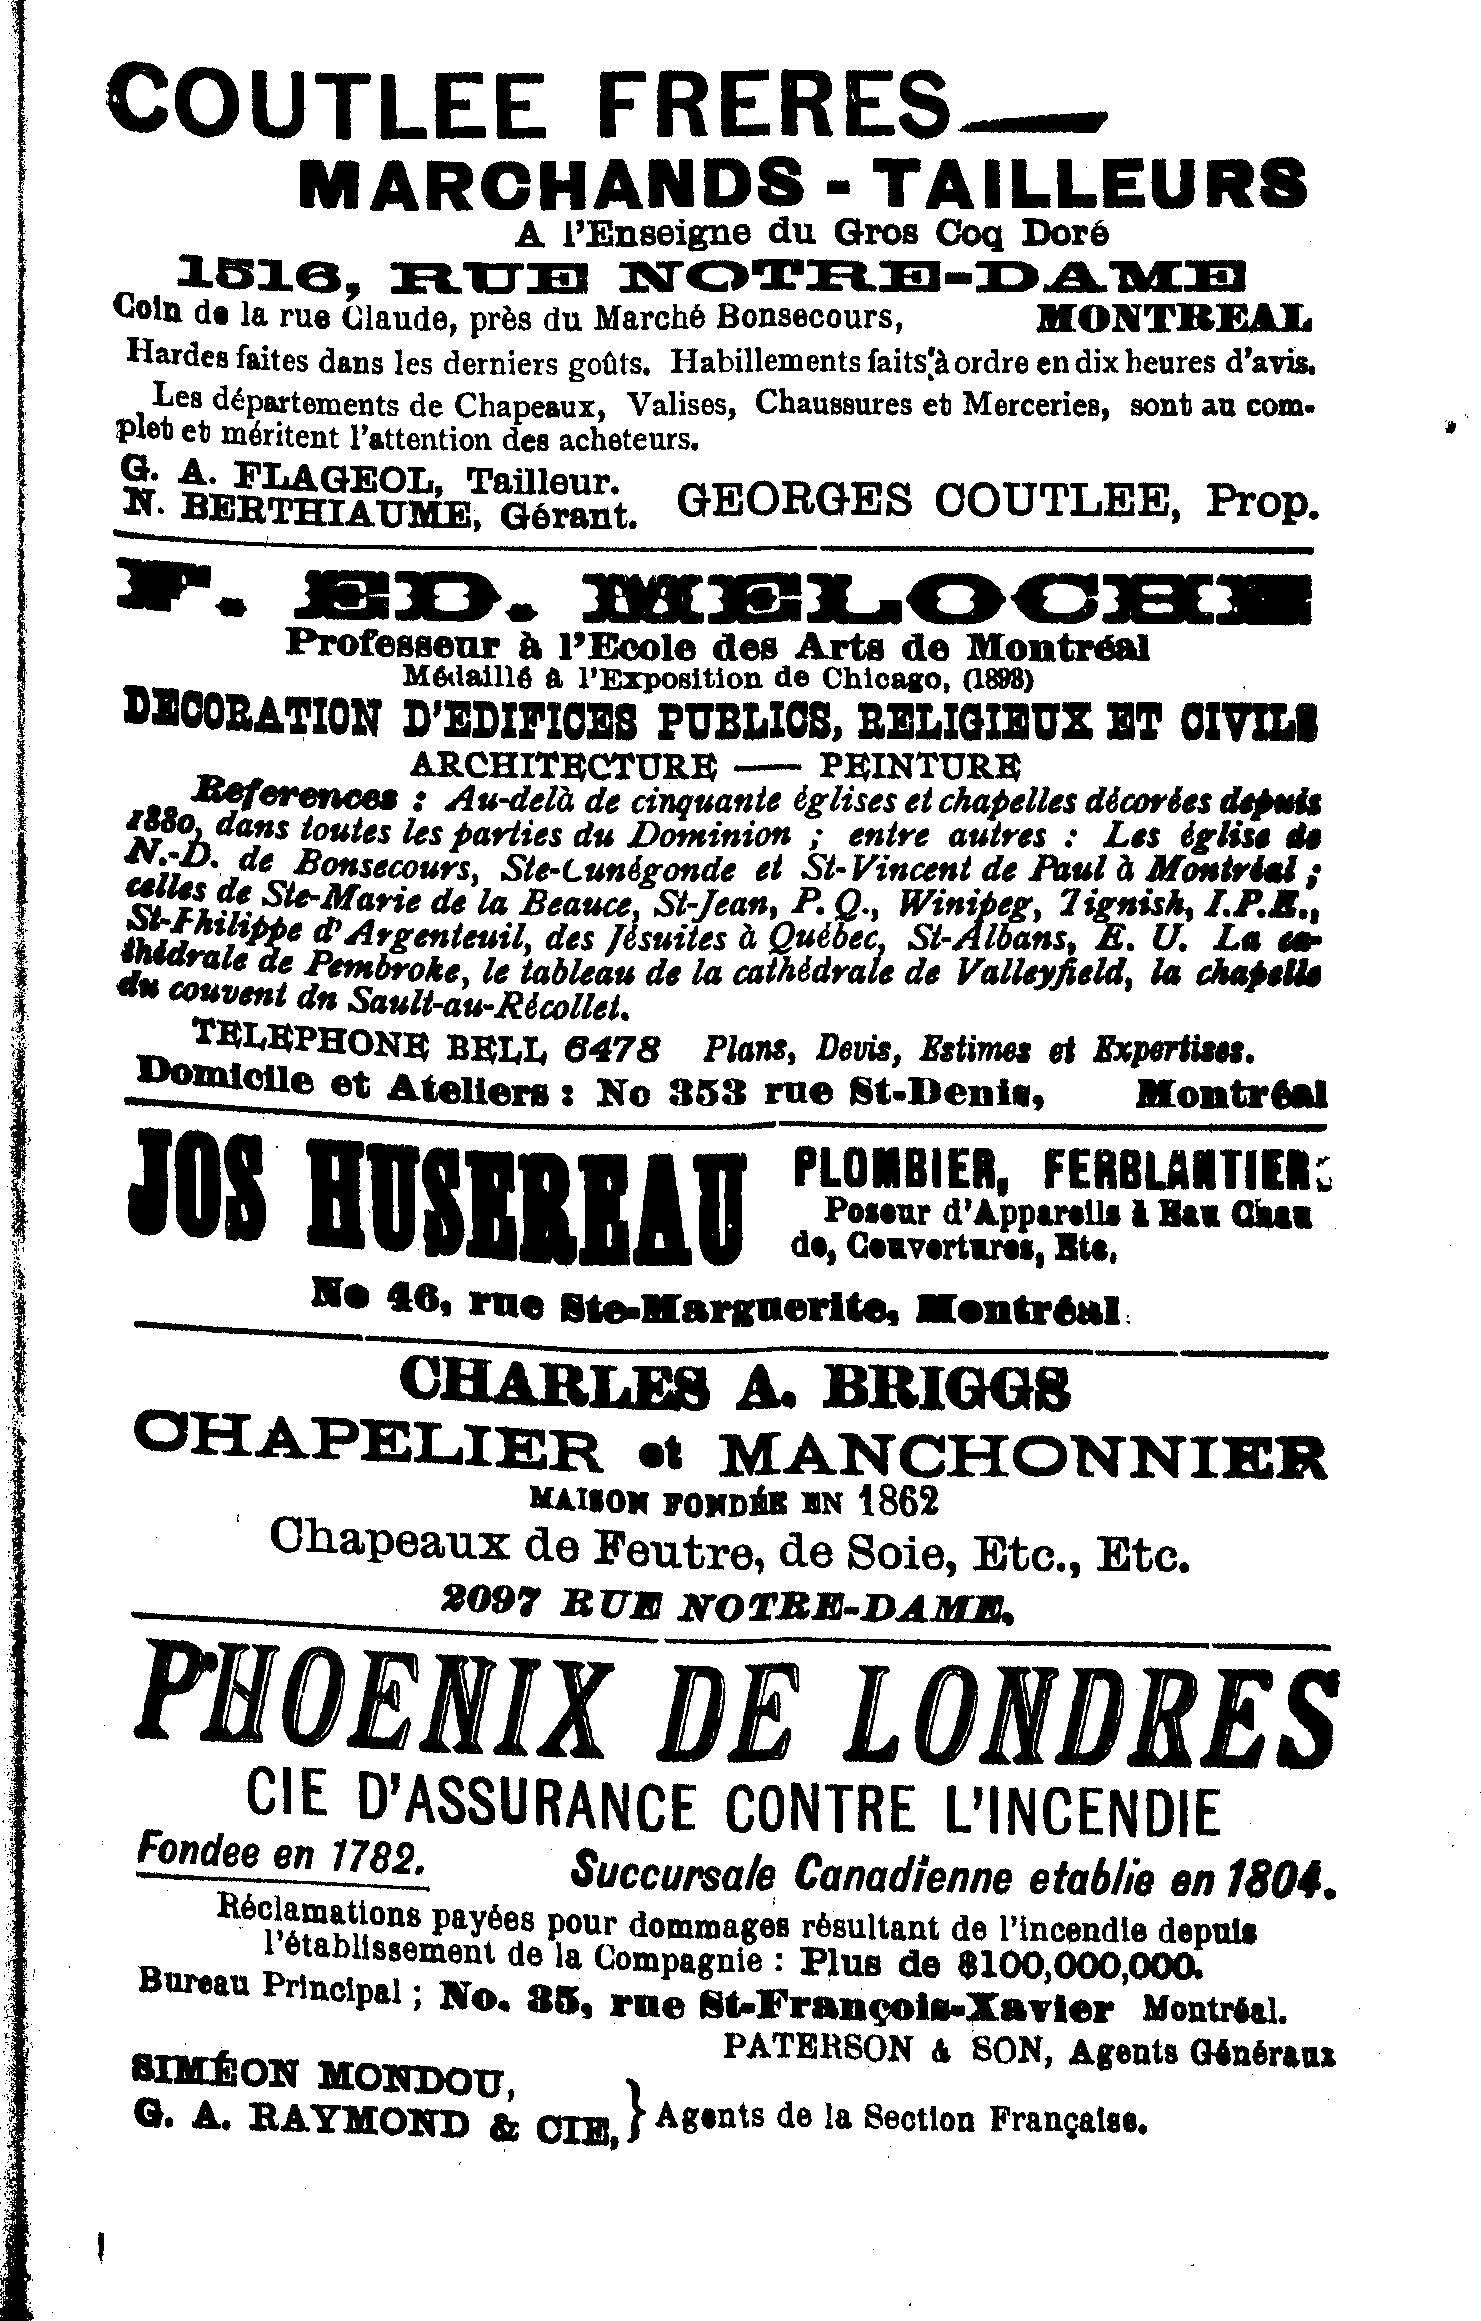 COUTLEE FRERES
MARCHANDS - TAILLEURS
A l'Enseigne du Gros Coq Doré
1516, RUE NOTRE-DAME
Coin de la rue Claude, près du Marché Bonsecours, MONTREAL
Hardes faites dans les derniers goûts. Habillements faits à ordre en dix heures d'avis.
Les départements de Chapeaux, Valises, Chaussures et Merceries, sont au com-
plet et méritent l'attention des acheteurs.
G. A. FLAGEOL, Tailleur.
N. BERTHIAUME, Gérant. GEORGES COUTLEE, Prop.
F. ED. MELOCHE
Professeur à l'Ecole des Arts de Montréal
Médaillé à l'Exposition de Chicago, (1893)
DECORATION D'EDIFICES PUBLICS, RELIGIEUX ET CIVILS
ARCHITECTURE — PEINTURE
References : Au-delà de cinquante églises et chapelles décorées depuis
1880, dans toutes les parties du Dominion ; entre autres : Les église de
N.-D. de Bonsecours, Ste-Cunégonde et St-Vincent de Paul à Montréal ;
celles de Ste-Marie de la Beauce, St-Jean, P. Q., Winipeg, Tignish, I.P.E.,
St-Philippe d'Argenteuil, des Jésuites à Québec, St-Albans, E. U. La ca-
thédrale de Pembroke, le tableau de la cathédrale de Valleyfield, la chapelle
du couvent dn Sault-au-Récollet.
TELEPHONE BELL 6478 Plans, Devis, Estimes et Expertises.
Domicile et Ateliers : No 353 rue St-Denis, Montréal
JOS HUSEREAU
PLOMBIER, FERBLANTIER,
Poseur d'Appareils à Eau Chau
de, Couvertures, Etc,
No 46, rue Ste-Marguerite, Montréal.
CHARLES A. BRIGGS
CHAPELIER et MANCHONNIER
MAISON FONDÉE EN 1862
Chapeaux de Feutre, de Soie, Etc., Etc.
2097 RUE NOTRE-DAME,
PHOENIX DE LONDRES
CIE D'ASSURANCE CONTRE L'INCENDIE
Fondee en 1782. Succursale Canadienne etablie en 1804.
Réclamations payées pour dommages résultant de l'incendie depuis
l'établissement de la Compagnie : Plus de $100,000,000.
Bureau Principal ; No. 35, rue St-François-Xavier Montréal.
PATERSON & SON, Agents Généraux
SIMÉON MONDOU,
G. A. RAYMOND & CIE, } Agents de la Section Française.